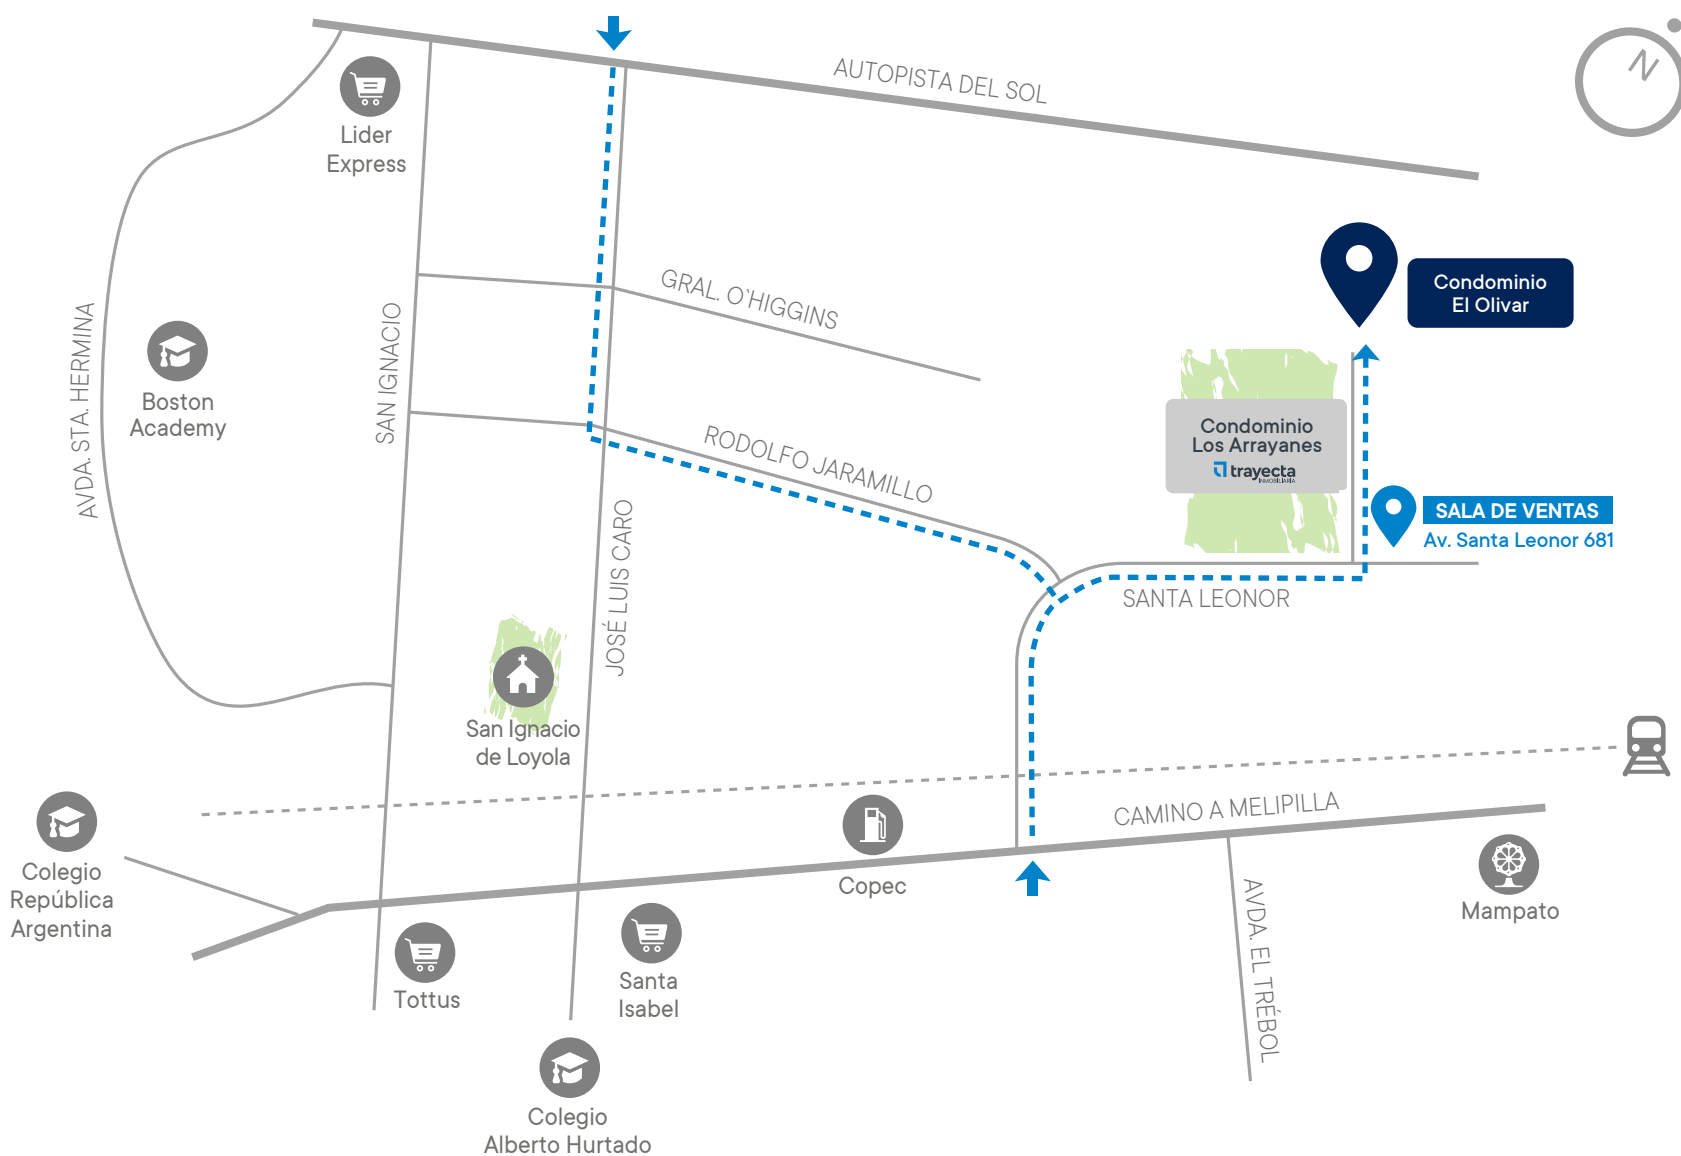 AUTOPISTA DEL SOL
N
Lider
Express
GRAL. O`HIGGINS
Condominio
El Olivar
AVDA. STA. HERMINA
SAN IGNACIO
Boston
Academy
RODOLFO JARAMILLO
Condominio
Los Arrayanes
trayecta
INMOBILIARIA
SALA DE VENTAS
Av. Santa Leonor 681
JOSÉ LUIS CARO
SANTA LEONOR
San Ignacio
de Loyola
CAMINO A MELIPILLA
Colegio
República
Argentina
Copec
Mampato
AVDA. EL TRÉBOL
Tottus
Santa
Isabel
Colegio
Alberto Hurtado